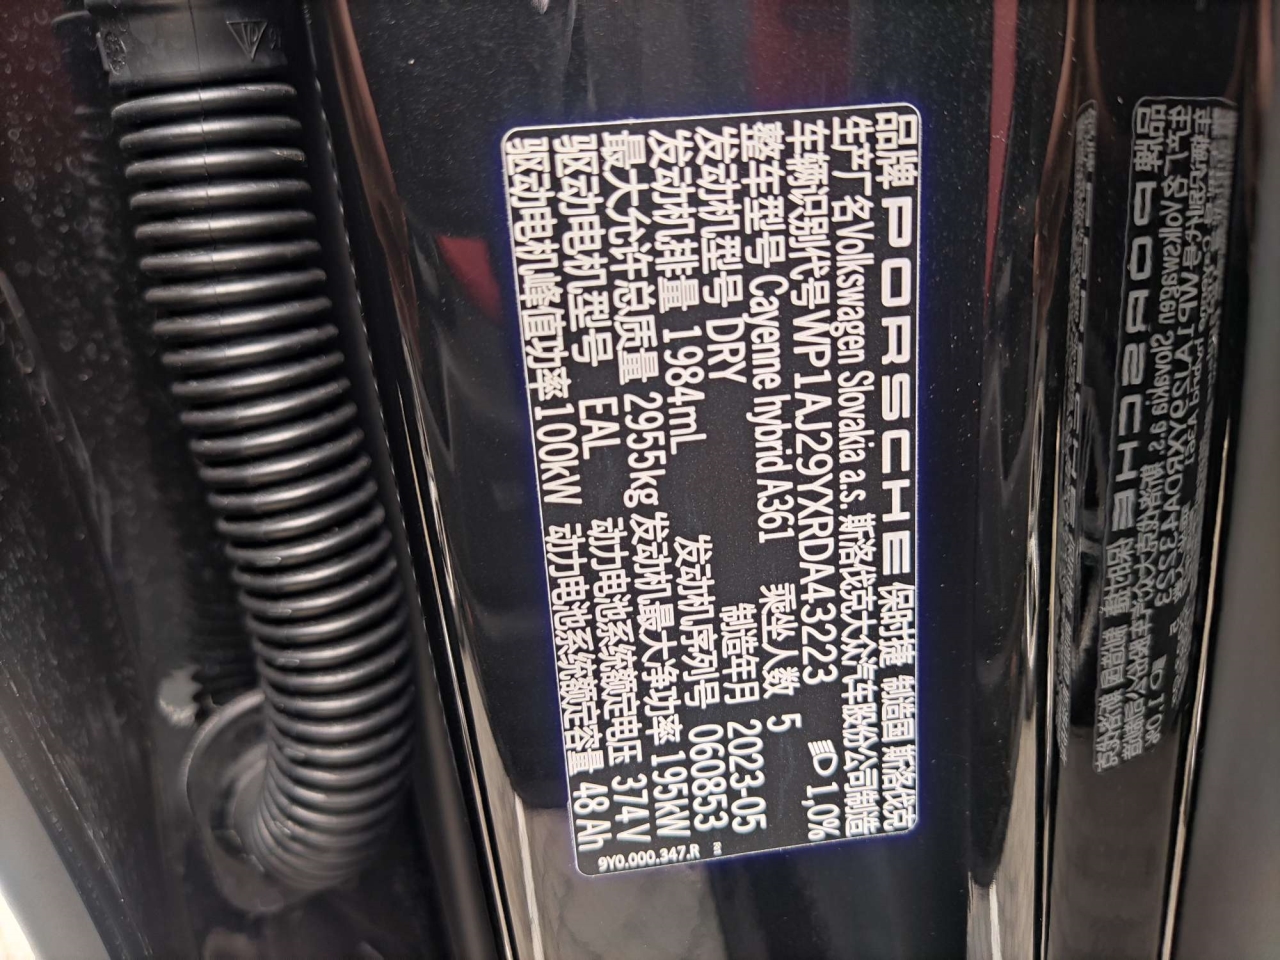 品牌 PORSCHE 保时捷 制造国 斯洛伐克
生产厂名 Volkswagen Slovakia a.s. 斯洛伐克大众汽车股份公司制造
车辆识别代号 WP1AJ29YXRDA43223 1,0%
整车型号 Cayenne hybrid A361 乘坐人数 5
发动机型号 DRY 制造年月 2023-05
发动机排量 1984mL 发动机序列号 060853
最大允许总质量 2955kg 发动机最大净功率 195kW
驱动电机型号 EAL 动力电池系统额定电压 374V
驱动电机峰值功率 100kW 动力电池系统额定容量 48Ah
9Y0.000.347.R